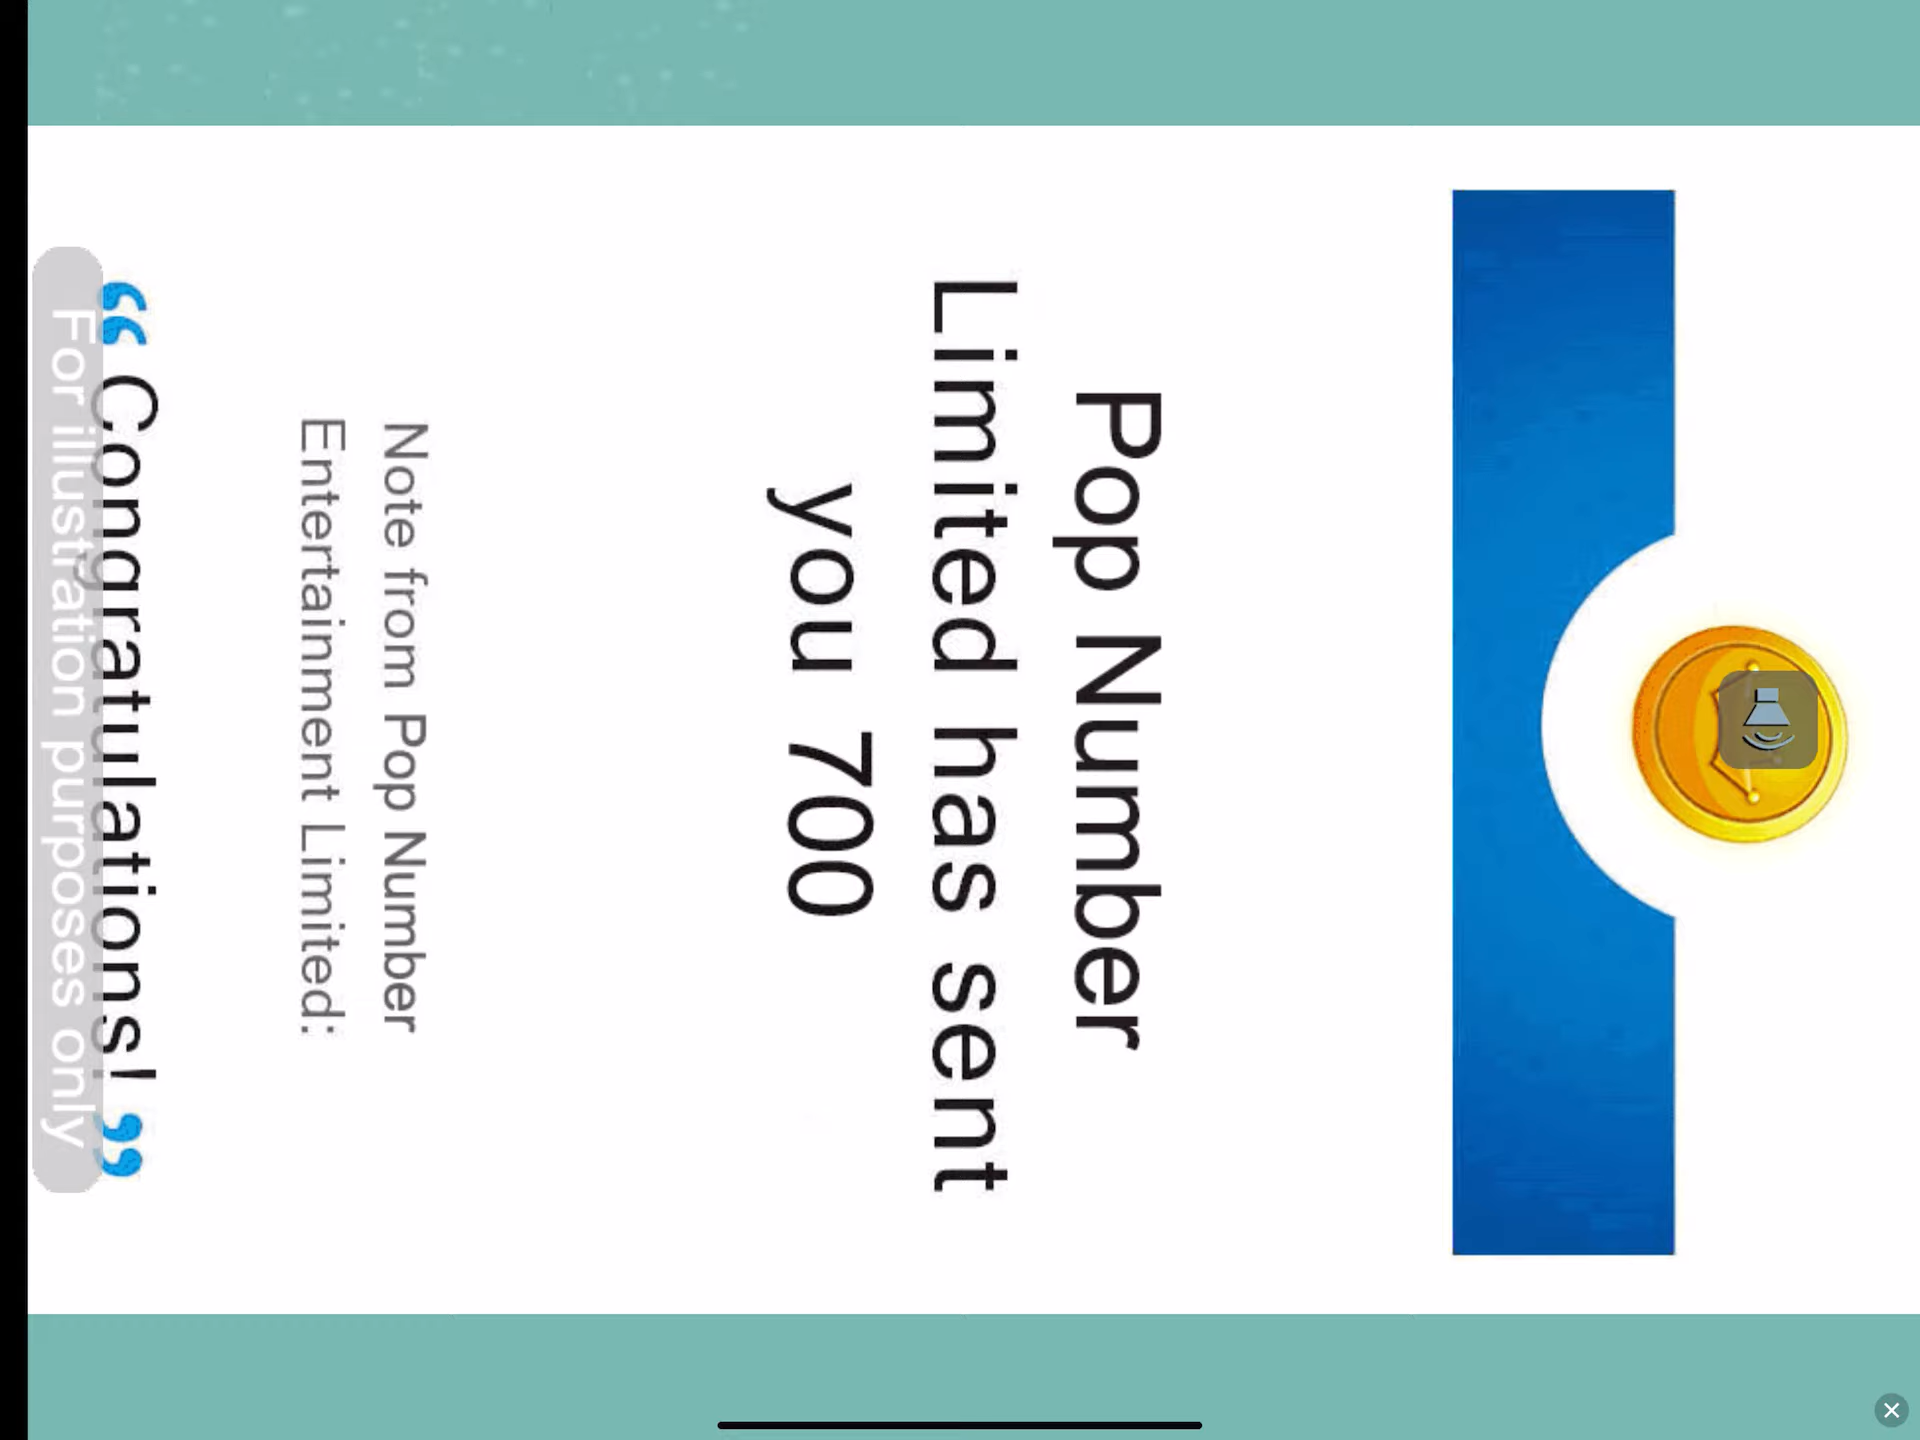 Pop Number
Limited has sent
you 700
Note from Pop Number
Entertainment Limited:
“ Congratulations! ”
For illustration purposes only